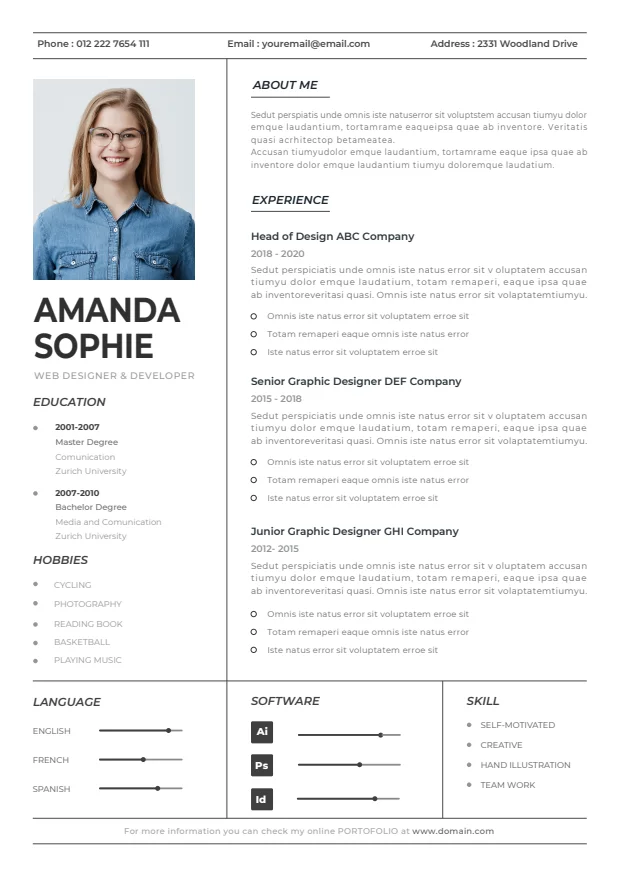 Phone : 012 222 7654 111
Email : youremail@email.com
Address : 2331 Woodland Drive
AMANDA
SOPHIE
WEB DESIGNER & DEVELOPER
EDUCATION
2001-2007
Master Degree
Comunication
Zurich University
2007-2010
Bachelor Degree
Media and Comunication
Zurich University
HOBBIES
CYCLING
PHOTOGRAPHY
READING BOOK
BASKETBALL
PLAYING MUSIC
ABOUT ME
Sedut perspiatis unde omnis iste natuserror sit voluptstem accusan tiumyu dolor
emque laudantium, tortamrame eaqueipsa quae ab inventore. Veritatis
quasi acrhitectop betameatea.
Accusan tiumyudolor emque laudantium, tortamrame eaque ipsa quae ab
inventore dolor emque laudantium tiumyu doloremque laudatium.
EXPERIENCE
Head of Design ABC Company
2018 - 2020
Sedut perspiciatis unde omnis iste natus error sit v oluptatem accusan
tiumyu dolor emque laudantium, totam remaperi, eaque ipsa quae
ab inventoreveritasi quasi. Omnis iste natus error sit voluptatemtiumyu.
Omnis iste natus error sit voluptatem erroe sit
Totam remaperi eaque omnis iste natus error
Iste natus error sit voluptatem erroe sit
Senior Graphic Designer DEF Company
2015 - 2018
Sedut perspiciatis unde omnis iste natus error sit v oluptatem accusan
tiumyu dolor emque laudantium, totam remaperi, eaque ipsa quae
ab inventoreveritasi quasi. Omnis iste natus error sit voluptatemtiumyu.
Omnis iste natus error sit voluptatem erroe sit
Totam remaperi eaque omnis iste natus error
Iste natus error sit voluptatem erroe sit
Junior Graphic Designer GHI Company
2012- 2015
Sedut perspiciatis unde omnis iste natus error sit v oluptatem accusan
tiumyu dolor emque laudantium, totam remaperi, eaque ipsa quae
ab inventoreveritasi quasi. Omnis iste natus error sit voluptatemtiumyu.
Omnis iste natus error sit voluptatem erroe sit
Totam remaperi eaque omnis iste natus error
Iste natus error sit voluptatem erroe sit
LANGUAGE
ENGLISH
FRENCH
SPANISH
SOFTWARE
Ai
Ps
Id
SKILL
SELF-MOTIVATED
CREATIVE
HAND ILLUSTRATION
TEAM WORK
For more information you can check my online PORTOFOLIO at www.domain.com